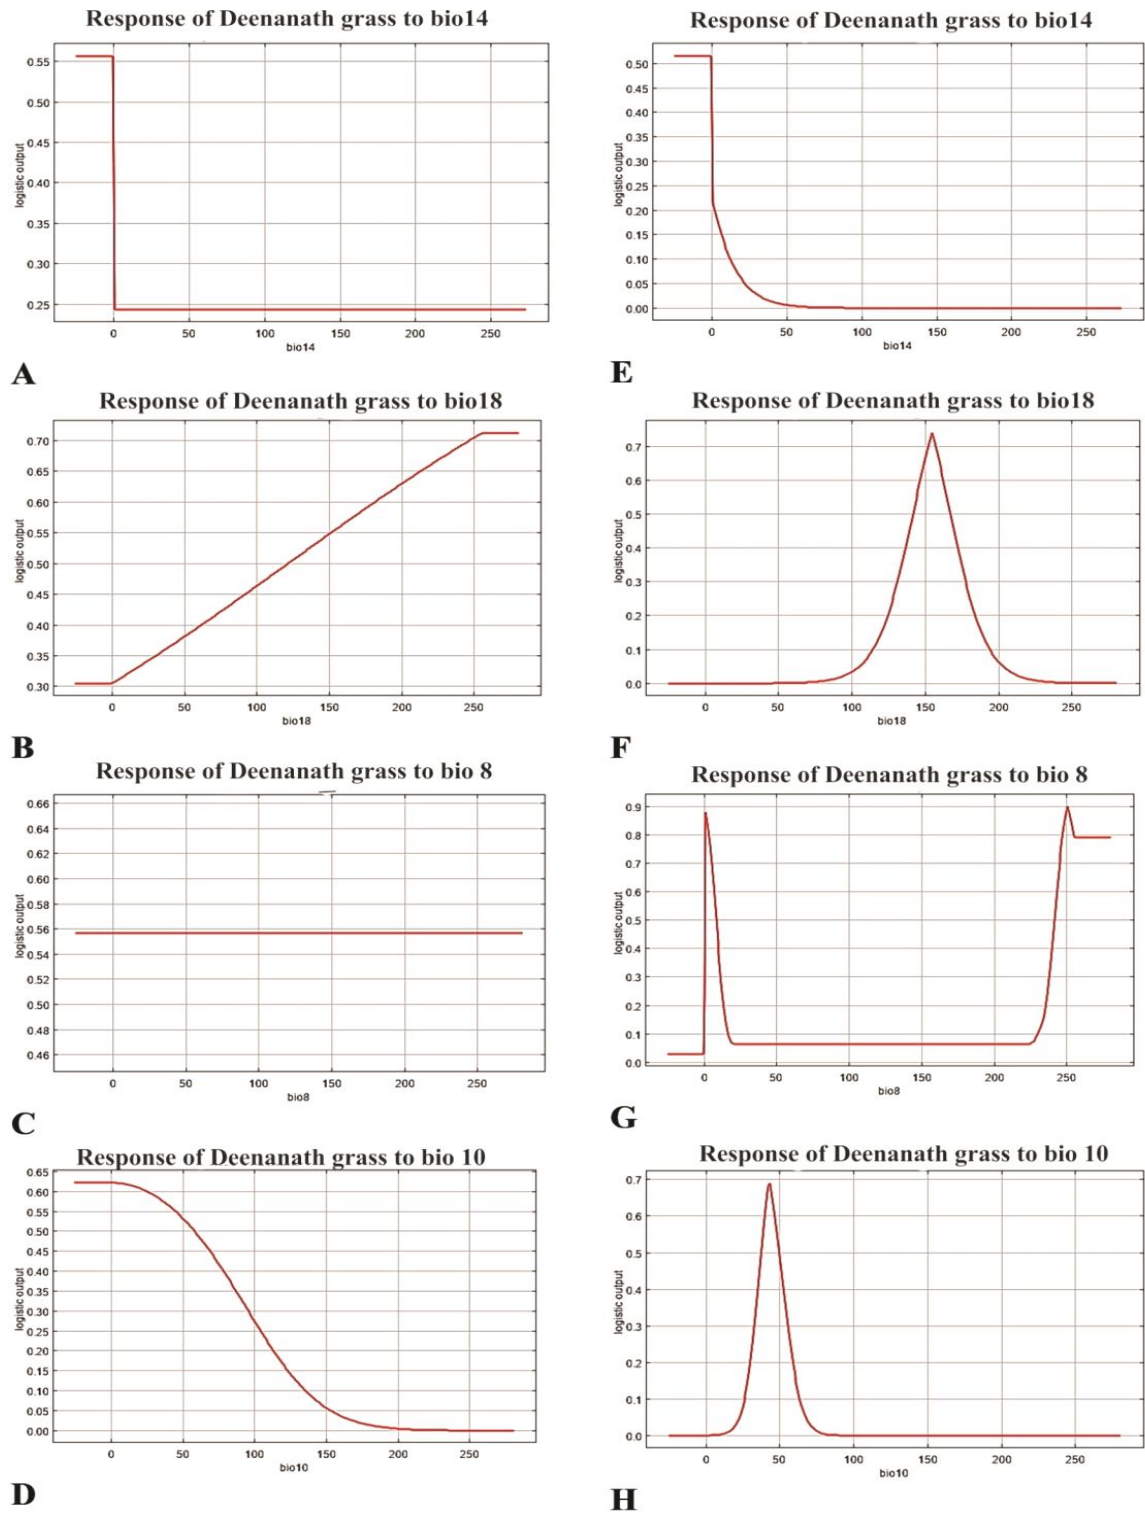 Response of Deenanath grass to bio14
0.55
0.50
0.45
0.40
0.35
0.30
0.25
logistic output
0 50 100 150 200 250
bio14
A
Response of Deenanath grass to bio14
0.50
0.45
0.40
0.35
0.30
0.25
0.20
0.15
0.10
0.05
0.00
logistic output
0 50 100 150 200 250
bio14
E
Response of Deenanath grass to bio18
0.70
0.65
0.60
0.55
0.50
0.45
0.40
0.35
0.30
logistic output
0 50 100 150 200 250
bio18
B
Response of Deenanath grass to bio18
0.7
0.6
0.5
0.4
0.3
0.2
0.1
0.0
logistic output
0 50 100 150 200 250
bio18
F
Response of Deenanath grass to bio 8
0.66
0.64
0.62
0.60
0.58
0.56
0.54
0.52
0.50
0.48
0.46
logistic output
0 50 100 150 200 250
bio8
C
Response of Deenanath grass to bio 8
0.9
0.8
0.7
0.6
0.5
0.4
0.3
0.2
0.1
0.0
logistic output
0 50 100 150 200 250
bio8
G
Response of Deenanath grass to bio 10
0.65
0.60
0.55
0.50
0.45
0.40
0.35
0.30
0.25
0.20
0.15
0.10
0.05
0.00
logistic output
0 50 100 150 200 250
bio10
D
Response of Deenanath grass to bio 10
0.7
0.6
0.5
0.4
0.3
0.2
0.1
0.0
logistic output
0 50 100 150 200 250
bio10
H